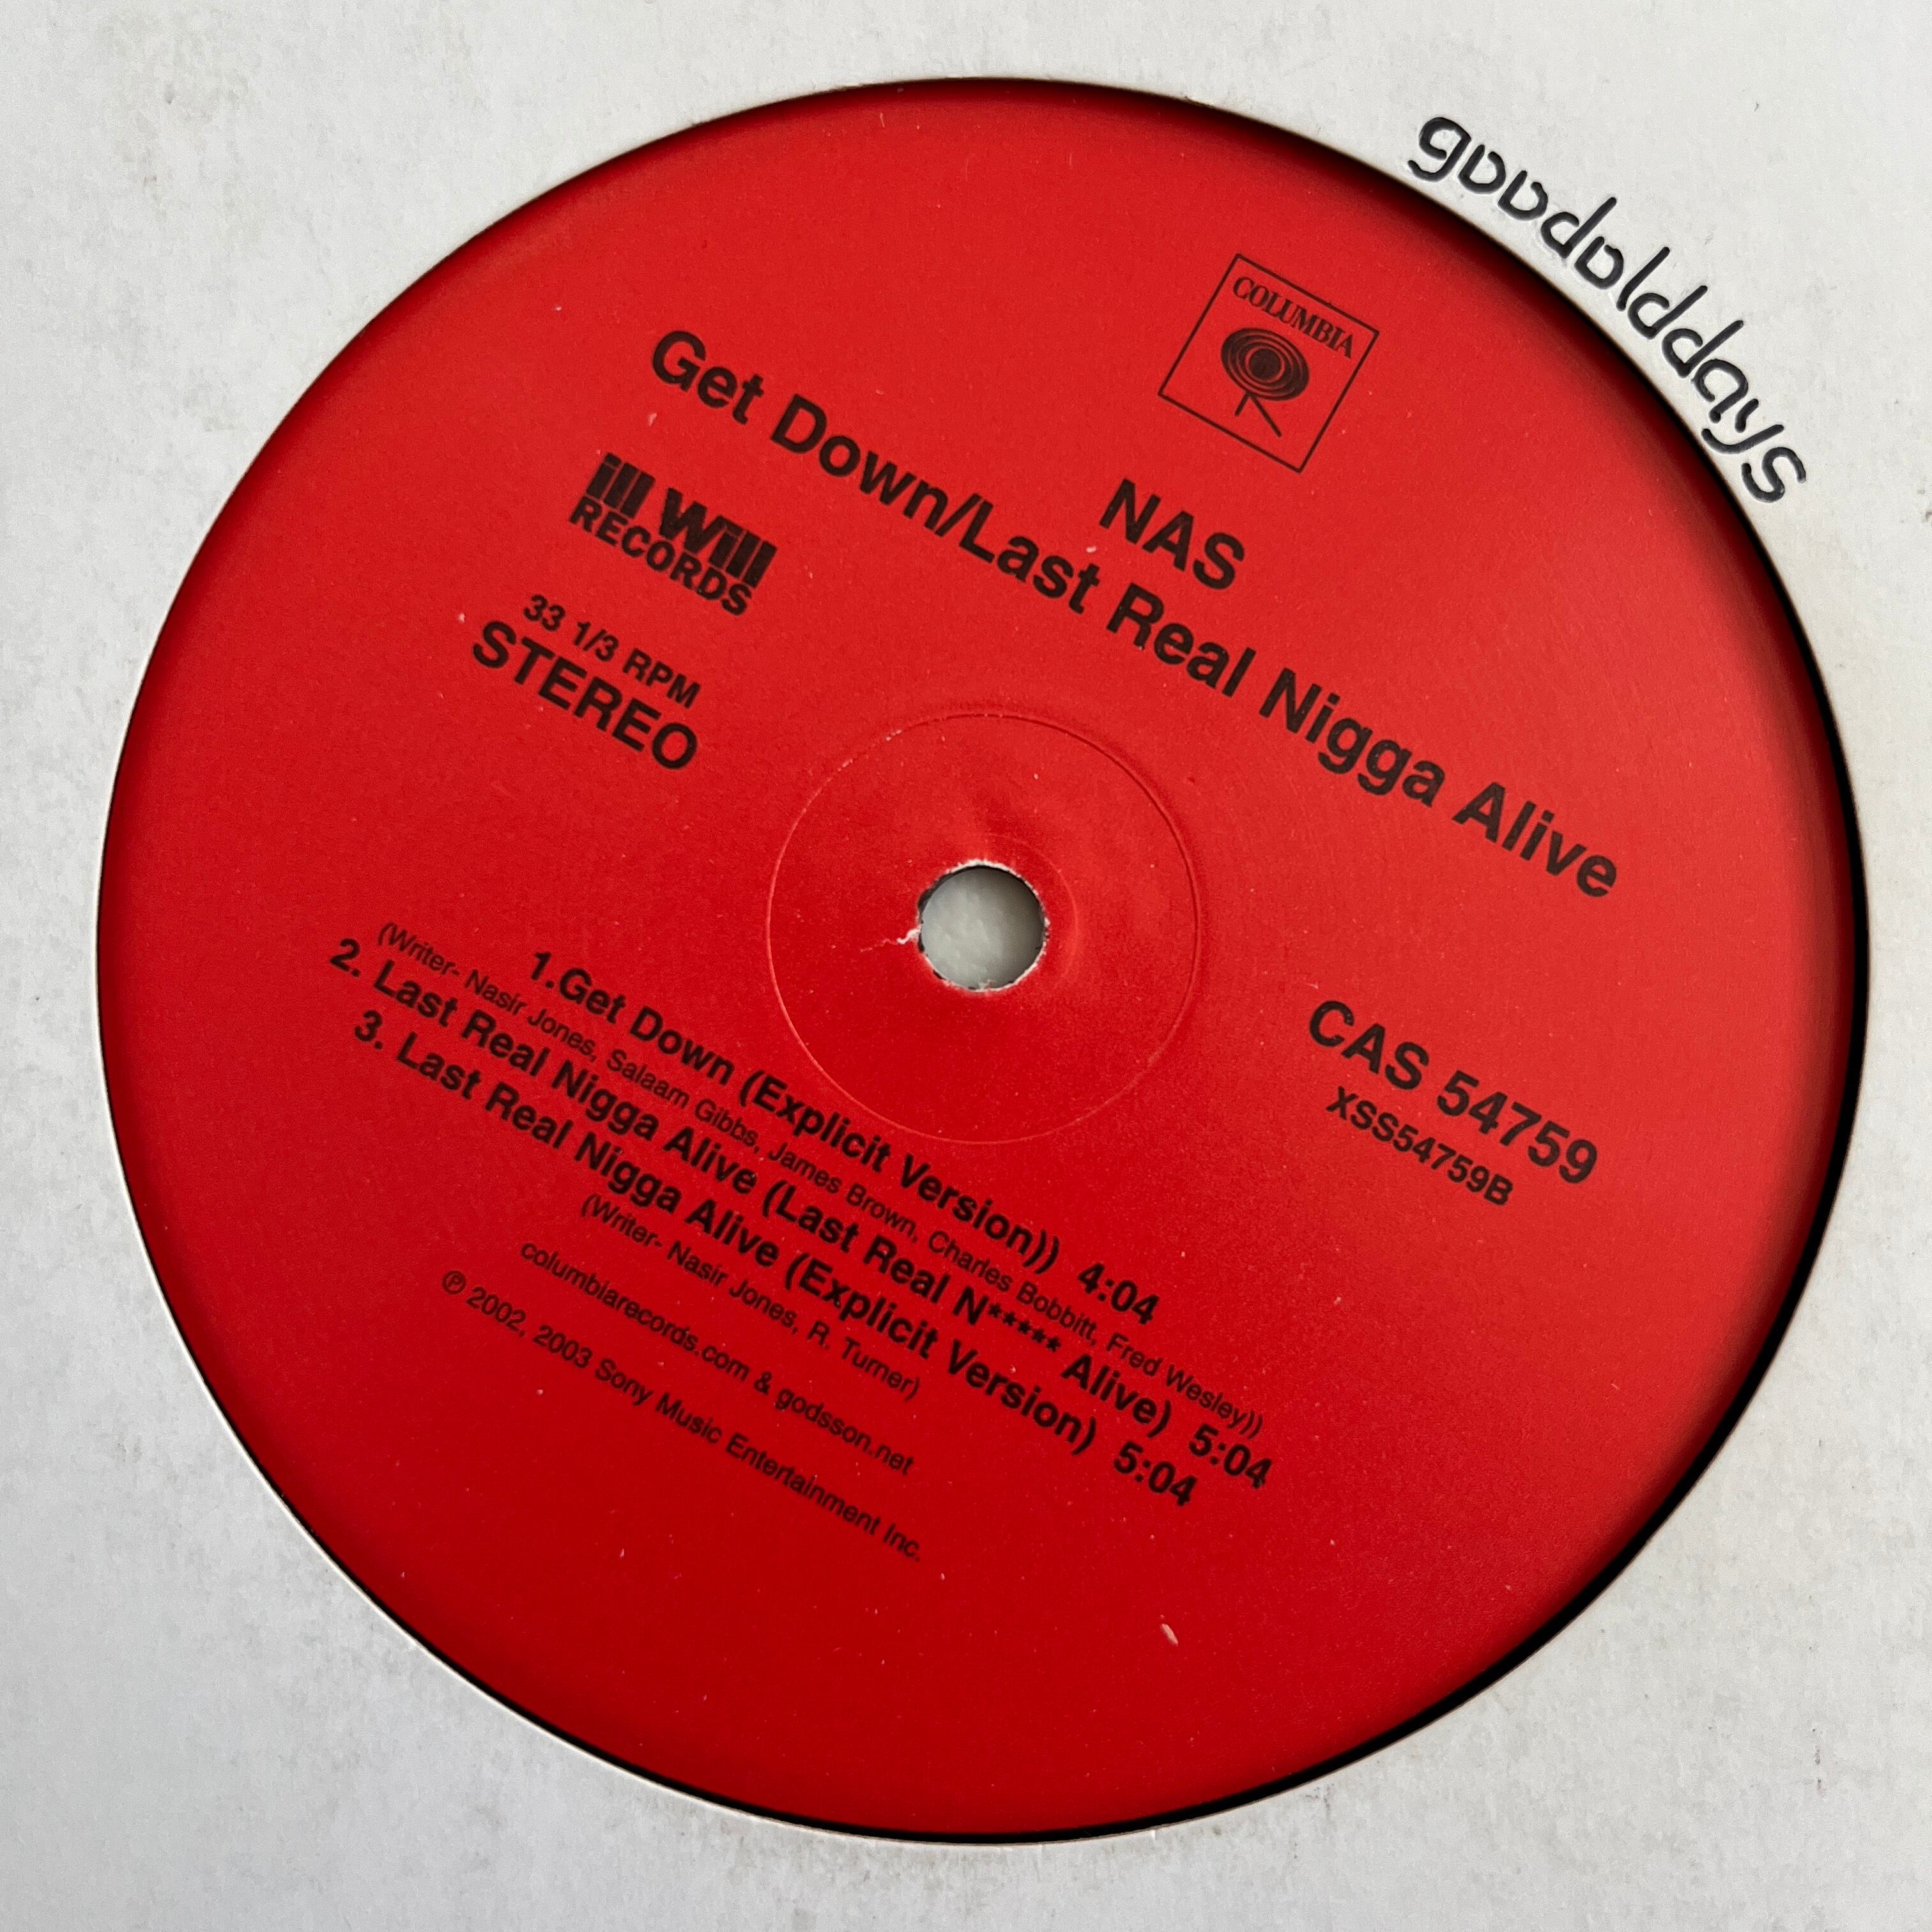 goodolddays
COLUMBIA
NAS
Get Down/Last Real Nigga Alive
ill Will
RECORDS
33 1/3 RPM
STEREO
CAS 54759
XSS54759B
1.Get Down (Explicit Version)) 4:04
(Writer- Nasir Jones, Salaam Gibbs, James Brown, Charles Bobbitt, Fred Wesley))
2. Last Real Nigga Alive (Last Real N***** Alive) 5:04
3. Last Real Nigga Alive (Explicit Version) 5:04
(Writer- Nasir Jones, R. Turner)
columbiarecords.com & godsson.net
℗ 2002, 2003 Sony Music Entertainment Inc.